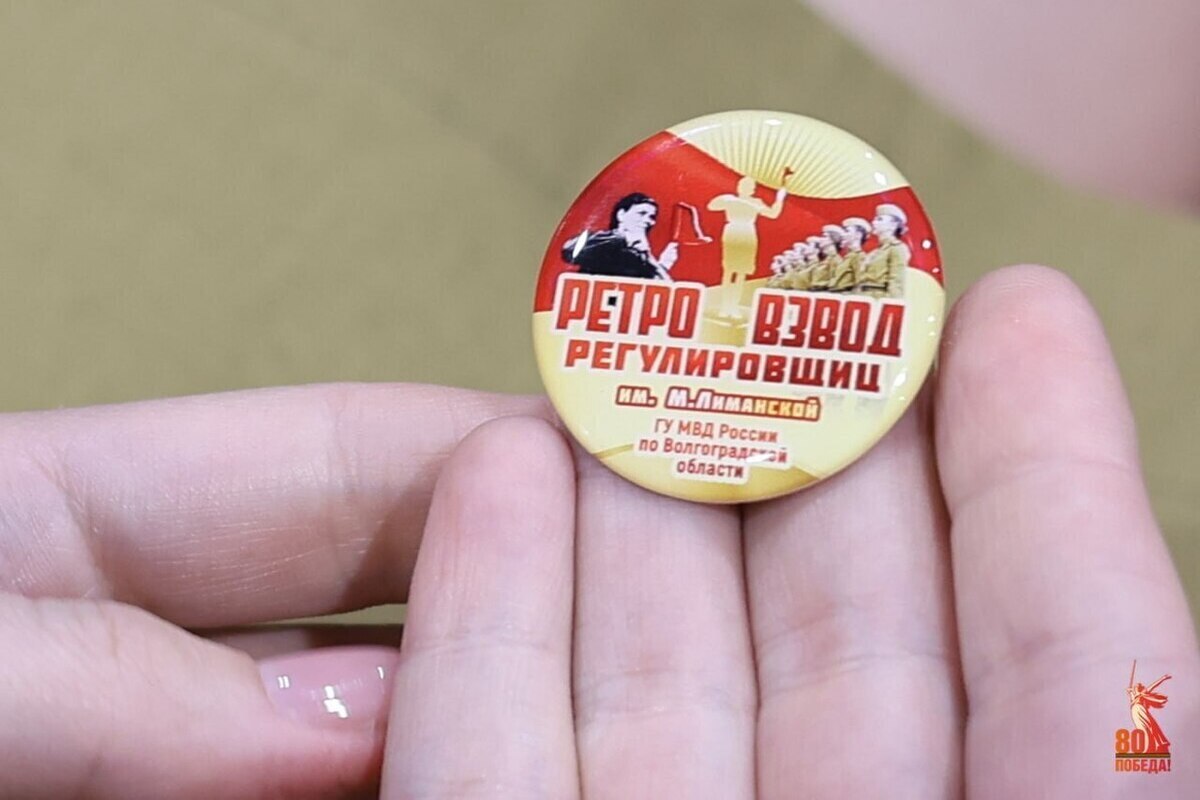 РЕТРО ВЗВОД
РЕГУЛИРОВЩИЦ
им. М.Лиманской
ГУ МВД России
по Волгоградской
области
80
ПОБЕДА!